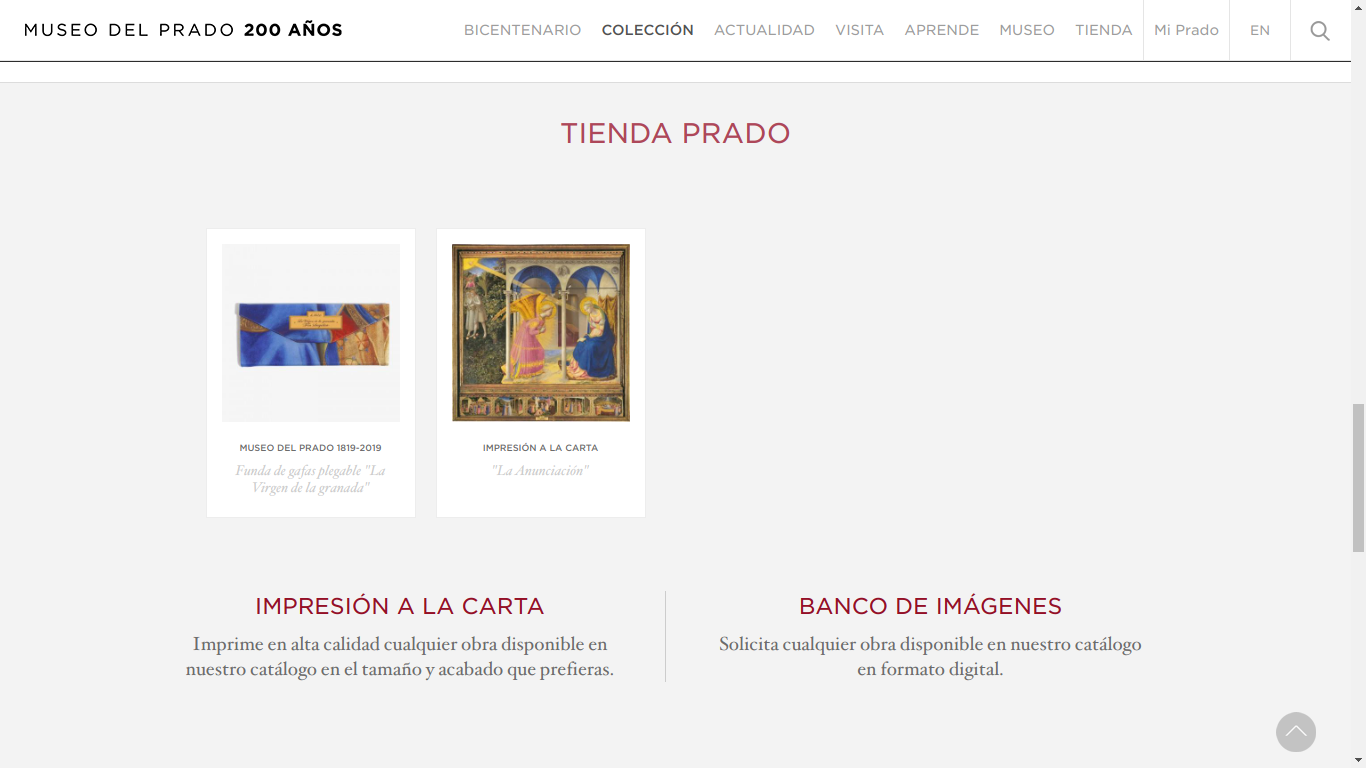 MUSEO DEL PRADO 200 AÑOS
BICENTENARIO COLECCIÓN ACTUALIDAD VISITA APRENDE MUSEO TIENDA Mi Prado EN
TIENDA PRADO
MUSEO DEL PRADO 1819-2019
Funda de gafas plegable "La
Virgen de la granada"
IMPRESIÓN A LA CARTA
"La Anunciación"
IMPRESIÓN A LA CARTA
Imprime en alta calidad cualquier obra disponible en
nuestro catálogo en el tamaño y acabado que prefieras.
BANCO DE IMÁGENES
Solicita cualquier obra disponible en nuestro catálogo
en formato digital.